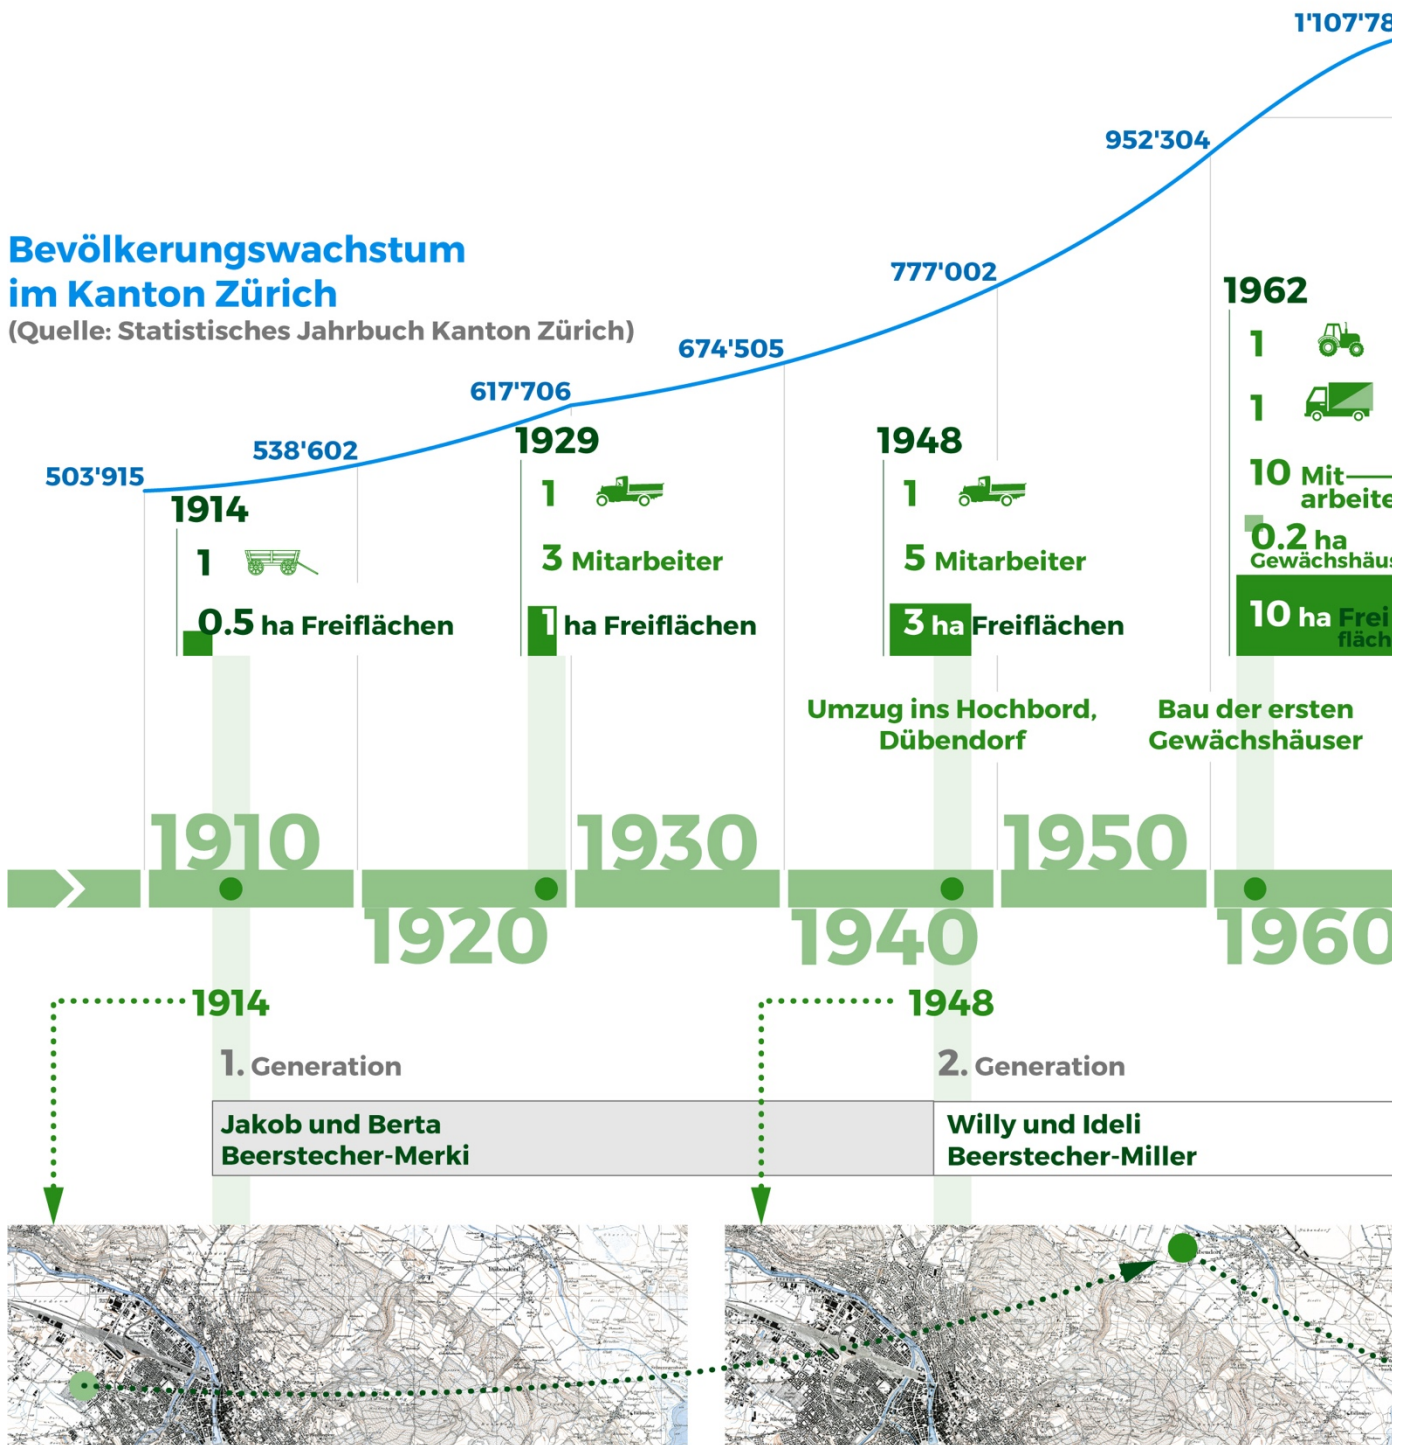 1'107'78
952'304
777'002
674'505
617'706
538'602
503'915
Bevölkerungswachstum
im Kanton Zürich
(Quelle: Statistisches Jahrbuch Kanton Zürich)
1914
1
0.5 ha Freiflächen
1929
1
3 Mitarbeiter
1 ha Freiflächen
1948
1
5 Mitarbeiter
3 ha Freiflächen
1962
1
1
10 Mit-
arbeite
0.2 ha
Gewächshäus
10 ha Frei
fläch
Umzug ins Hochbord,
Dübendorf
Bau der ersten
Gewächshäuser
1910
1930
1950
1920
1940
1960
1914
1948
1. Generation
2. Generation
Jakob und Berta
Beerstecher-Merki
Willy und Ideli
Beerstecher-Miller